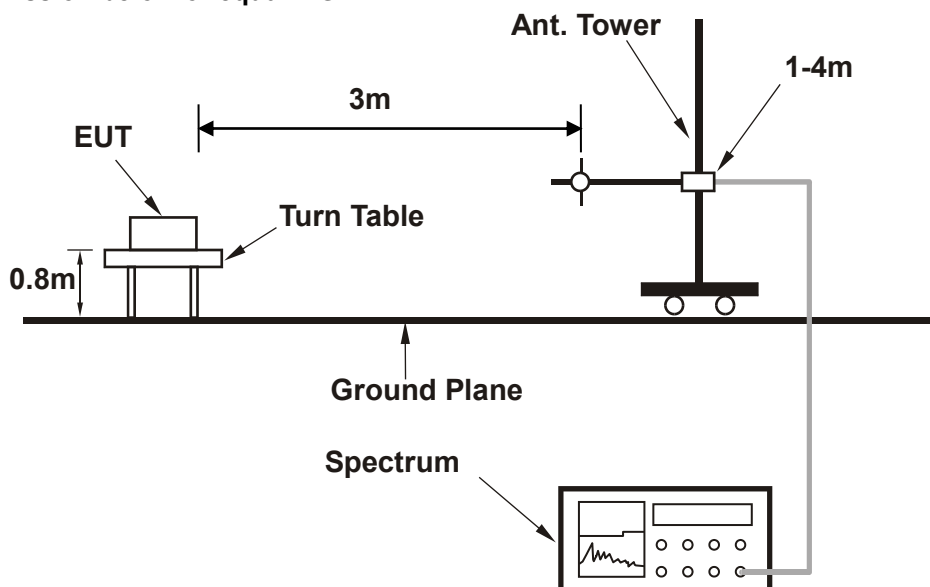 Ant. Tower
1-4m
3m
EUT
Turn Table
0.8m
Ground Plane
Spectrum